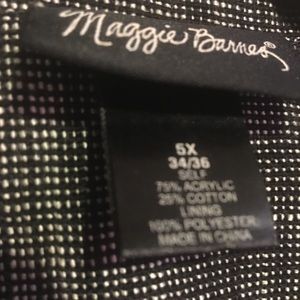 Maggie Barnes®
5X
34/36
SELF
75% ACRYLIC
25% COTTON
LINING
100% POLYESTER
MADE IN CHINA